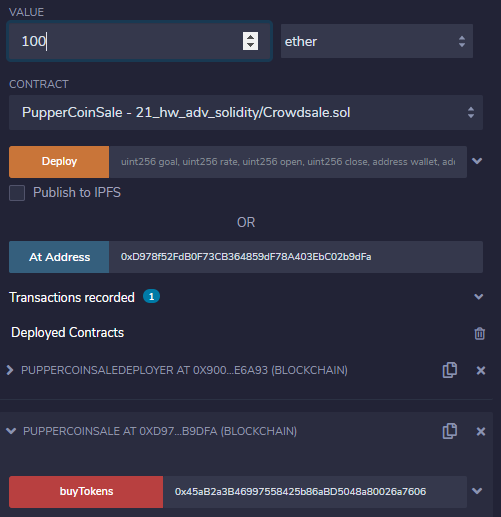 VALUE
100 ether
CONTRACT
PupperCoinSale - 21_hw_adv_solidity/Crowdsale.sol
Deploy uint256 goal, uint256 rate, uint256 open, uint256 close, address wallet, add
Publish to IPFS
OR
At Address 0xD978f52FdB0F73CB364859dF78A403EbC02b9dFa
Transactions recorded 1
Deployed Contracts
PUPPERCOINSALEDEPLOYER AT 0X900...E6A93 (BLOCKCHAIN)
PUPPERCOINSALE AT 0XD97...B9DFA (BLOCKCHAIN)
buyTokens 0x45aB2a3B46997558425b86aBD5048a80026a7606